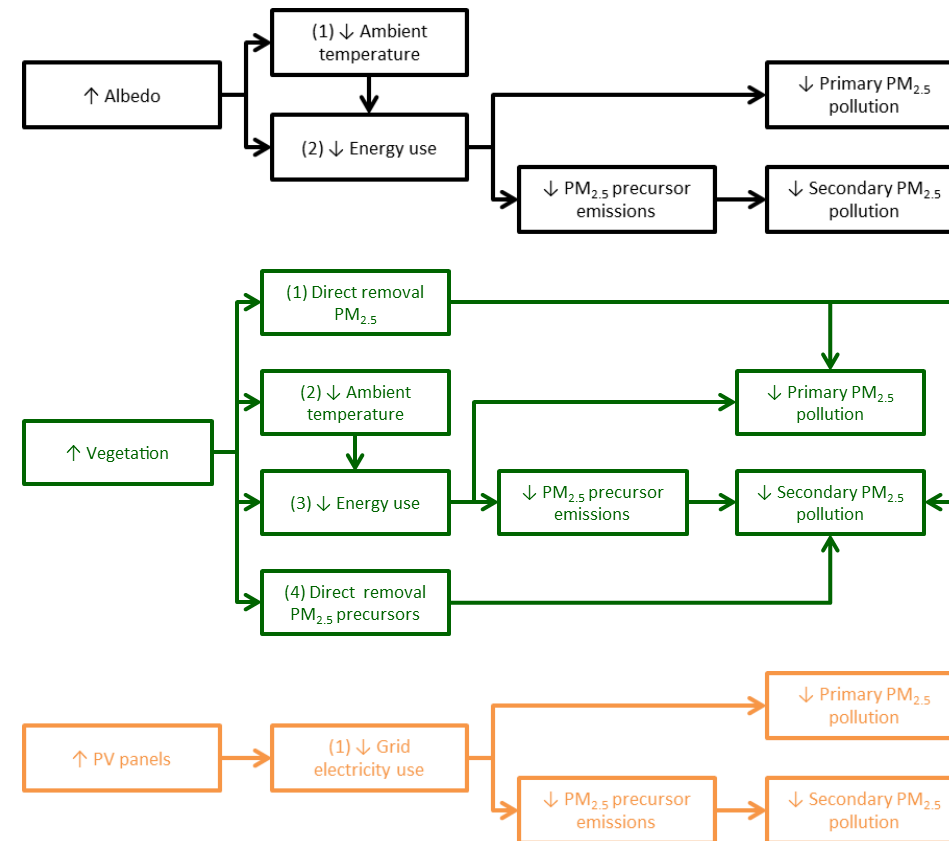 (1) ↓ Ambient
temperature
↑ Albedo
↓ Primary PM2.5
pollution
(2) ↓ Energy use
↓ PM2.5 precursor
emissions
↓ Secondary PM2.5
pollution
(1) Direct removal
PM2.5
(2) ↓ Ambient
temperature
↓ Primary PM2.5
pollution
↑ Vegetation
(3) ↓ Energy use
↓ PM2.5 precursor
emissions
↓ Secondary PM2.5
pollution
(4) Direct  removal
PM2.5 precursors
↓ Primary PM2.5
pollution
↑ PV panels
(1) ↓ Grid
electricity use
↓ PM2.5 precursor
emissions
↓ Secondary PM2.5
pollution